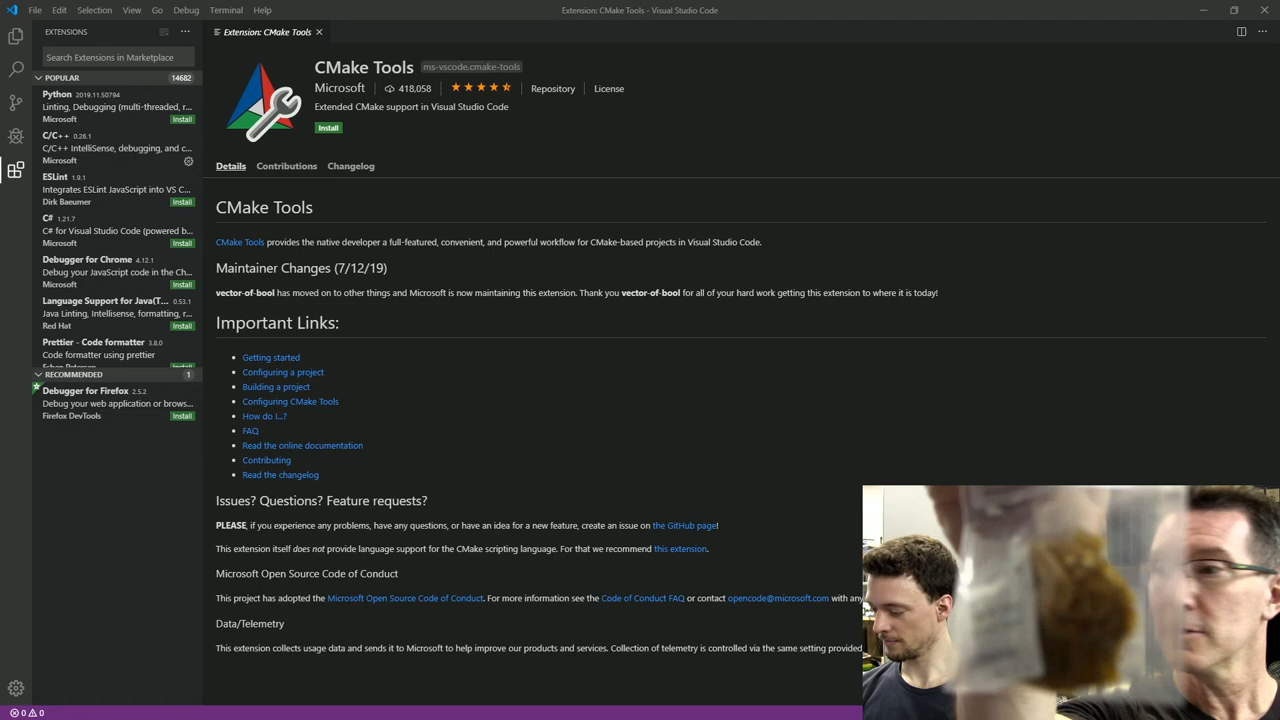 File Edit Selection View Go Debug Terminal Help
Extension: CMake Tools - Visual Studio Code
EXTENSIONS
Search Extensions in Marketplace
POPULAR 14682
Python 2019.11.50794
Linting, Debugging (multi-threaded, r...
Microsoft Install
C/C++ 0.26.1
C/C++ IntelliSense, debugging, and c...
Microsoft
ESLint 1.9.1
Integrates ESLint JavaScript into VS C...
Dirk Baeumer Install
C# 1.21.7
C# for Visual Studio Code (powered b...
Microsoft Install
Debugger for Chrome 4.12.1
Debug your JavaScript code in the Ch...
Microsoft Install
Language Support for Java(T... 0.53.1
Java Linting, Intellisense, formatting, r...
Red Hat Install
Prettier - Code formatter 3.8.0
Code formatter using prettier
RECOMMENDED 1
Debugger for Firefox 2.5.2
Debug your web application or brows...
Firefox DevTools Install
Extension: CMake Tools
CMake Tools ms-vscode.cmake-tools
Microsoft 418,058 Repository License
Extended CMake support in Visual Studio Code
Install
Details Contributions Changelog
CMake Tools
CMake Tools provides the native developer a full-featured, convenient, and powerful workflow for CMake-based projects in Visual Studio Code.
Maintainer Changes (7/12/19)
vector-of-bool has moved on to other things and Microsoft is now maintaining this extension. Thank you vector-of-bool for all of your hard work getting this extension to where it is today!
Important Links:
Getting started
Configuring a project
Building a project
Configuring CMake Tools
How do I...?
FAQ
Read the online documentation
Contributing
Read the changelog
Issues? Questions? Feature requests?
PLEASE, if you experience any problems, have any questions, or have an idea for a new feature, create an issue on the GitHub page!
This extension itself does not provide language support for the CMake scripting language. For that we recommend this extension.
Microsoft Open Source Code of Conduct
This project has adopted the Microsoft Open Source Code of Conduct. For more information see the Code of Conduct FAQ or contact opencode@microsoft.com with any
Data/Telemetry
This extension collects usage data and sends it to Microsoft to help improve our products and services. Collection of telemetry is controlled via the same setting provided
0 0